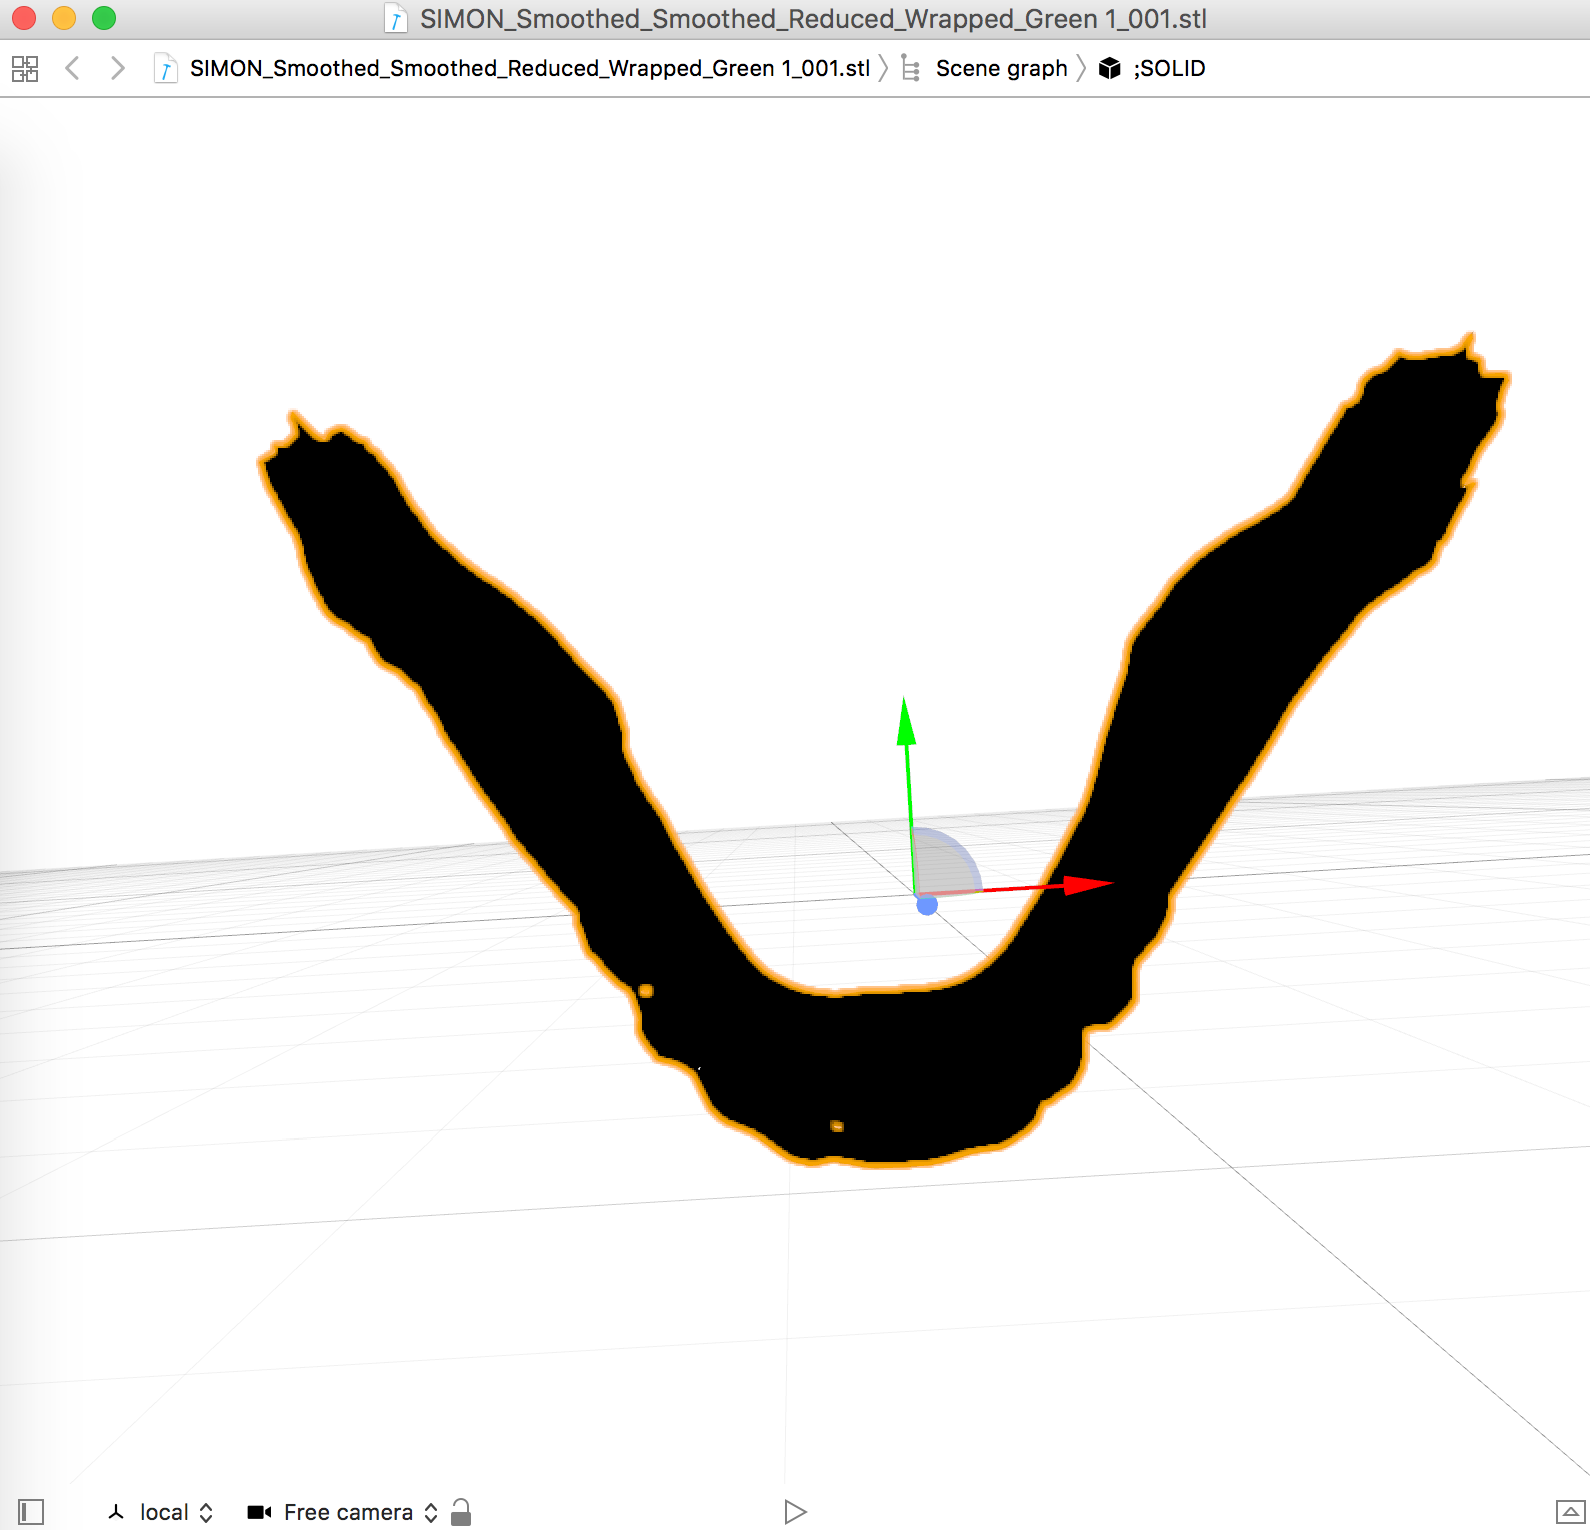 SIMON_Smoothed_Smoothed_Reduced_Wrapped_Green 1_001.stl
SIMON_Smoothed_Smoothed_Reduced_Wrapped_Green 1_001.stl Scene graph ;SOLID
local Free camera